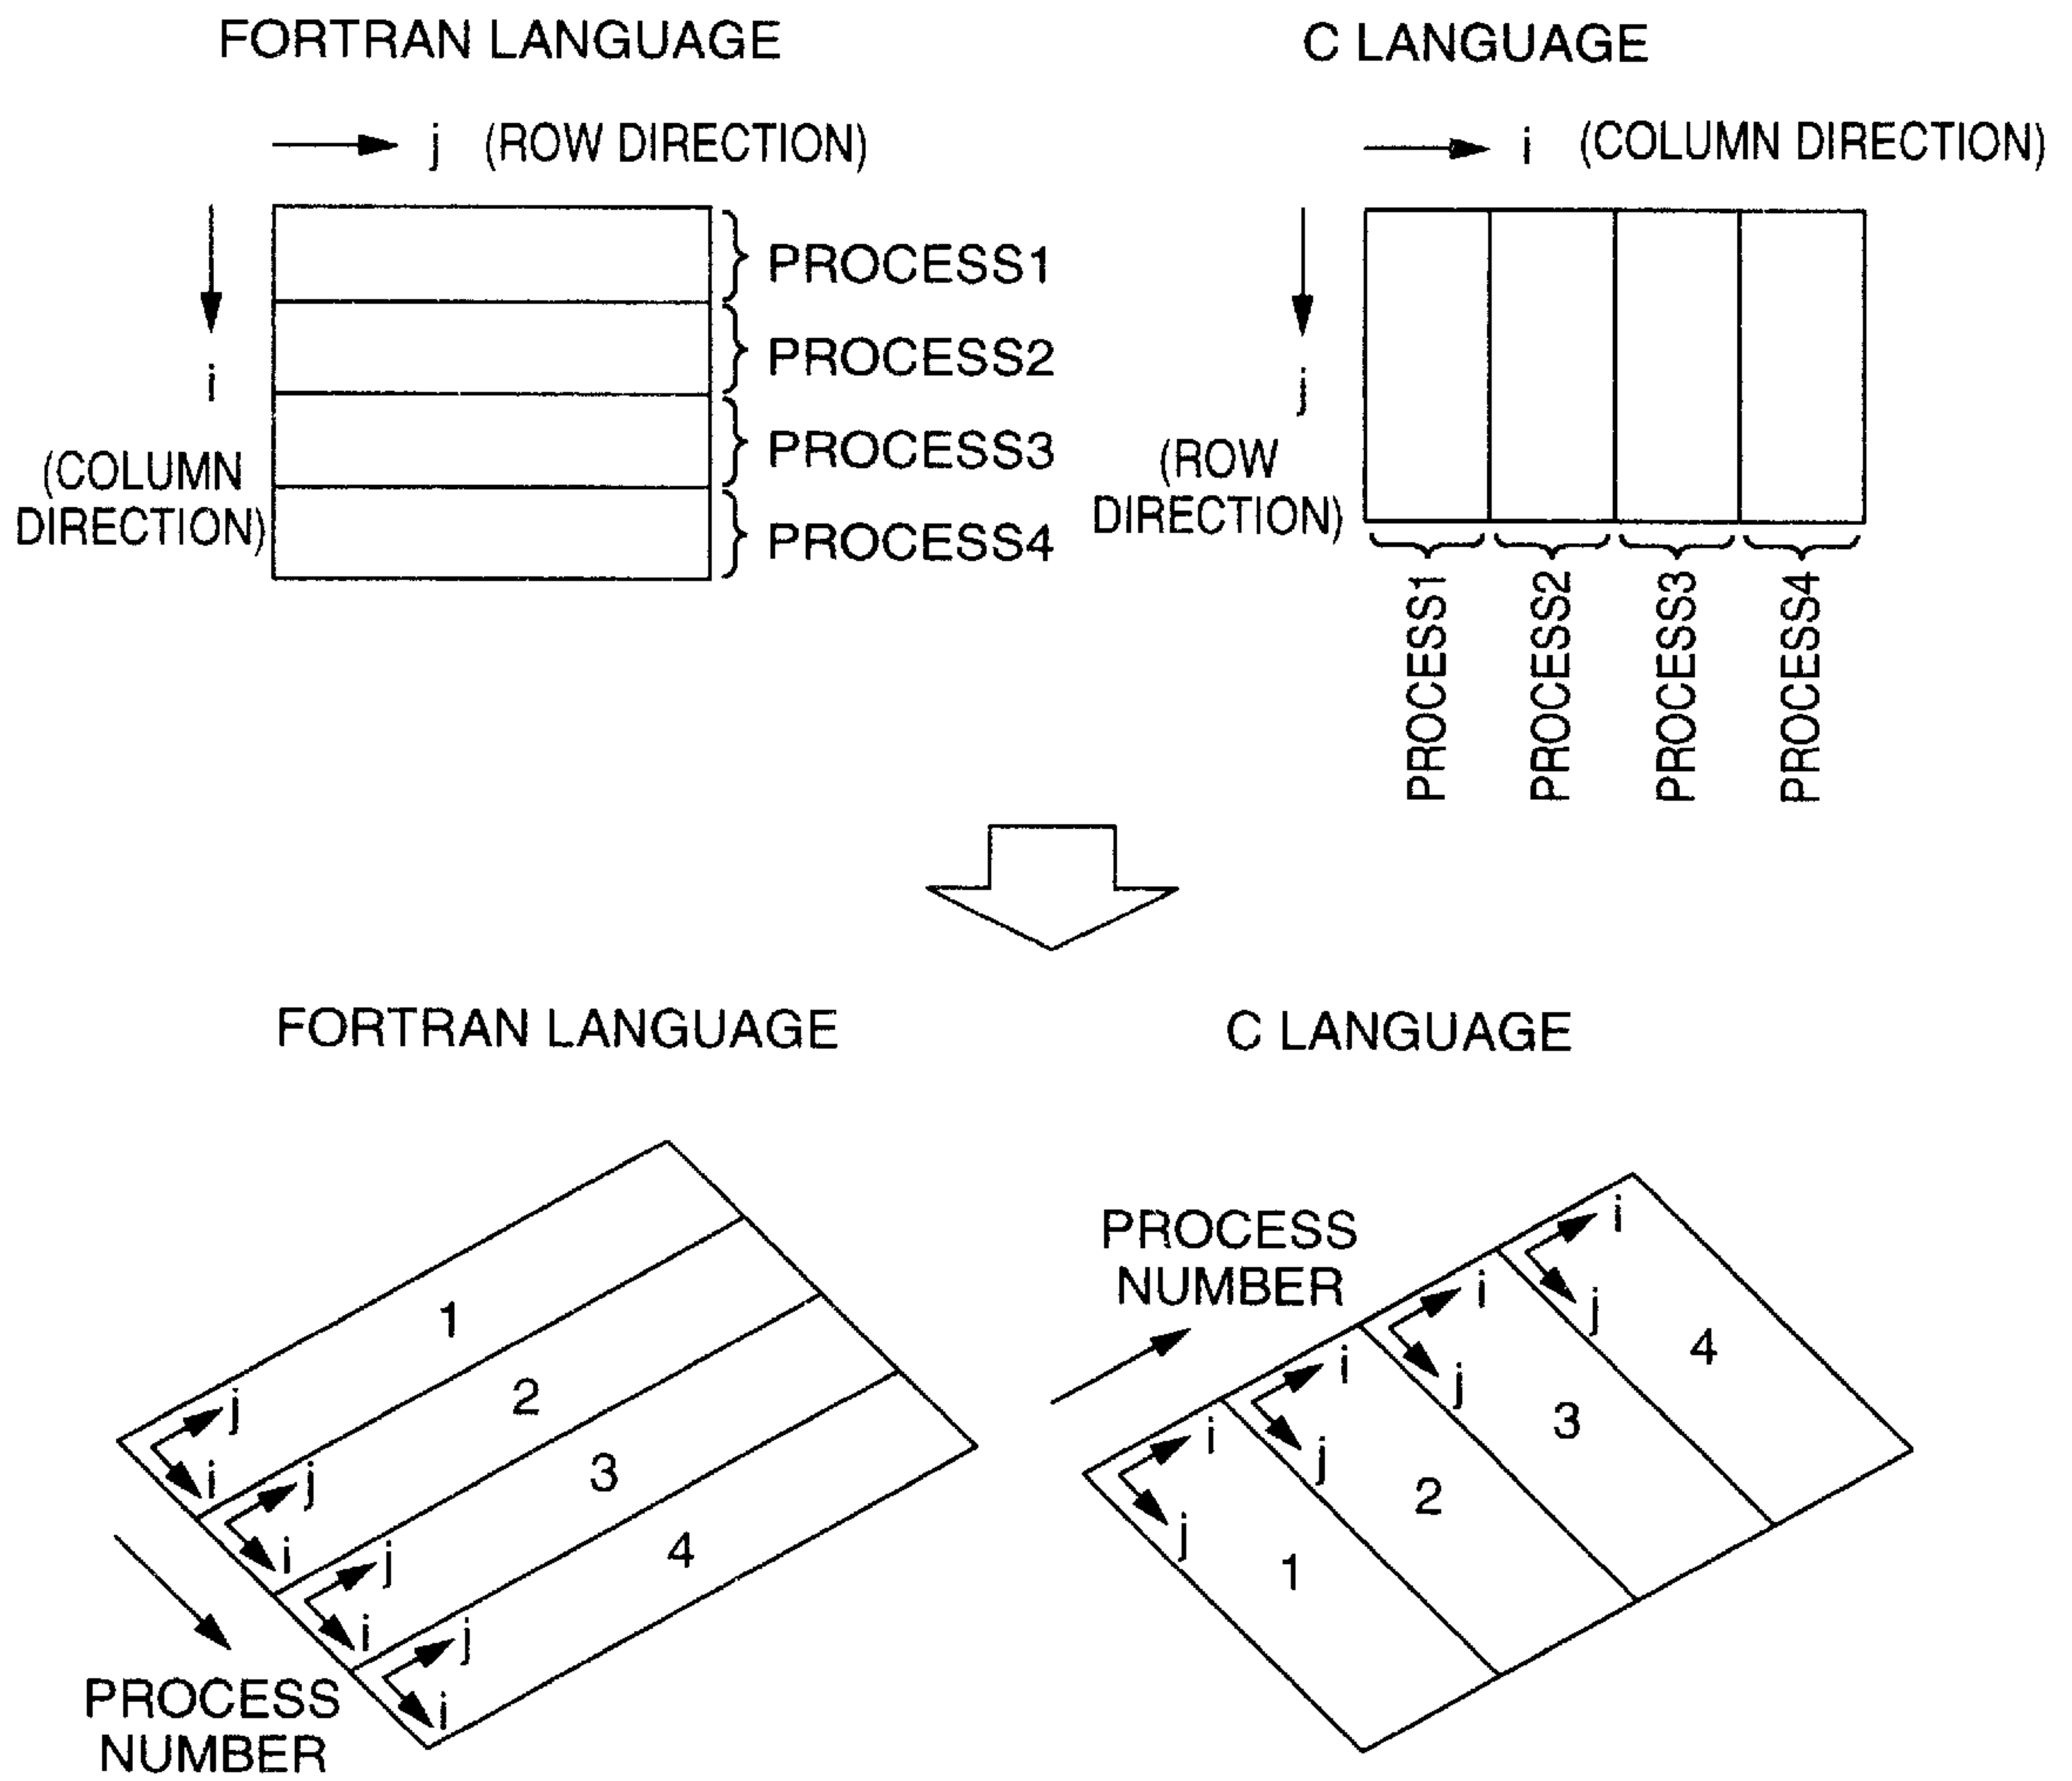 FORTRAN LANGUAGE
j (ROW DIRECTION)
i
(COLUMN
DIRECTION)
PROCESS1
PROCESS2
PROCESS3
PROCESS4
C LANGUAGE
i (COLUMN DIRECTION)
j
(ROW
DIRECTION)
PROCESS1
PROCESS2
PROCESS3
PROCESS4
FORTRAN LANGUAGE
1
j
i
2
j
i
3
j
i
4
j
i
PROCESS
NUMBER
C LANGUAGE
PROCESS
NUMBER
i
j
1
i
j
2
i
j
3
i
j
4